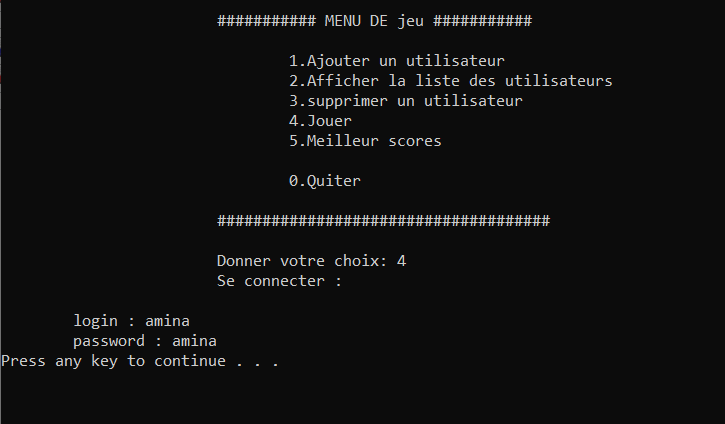 ########### MENU DE jeu ###########
1.Ajouter un utilisateur
2.Afficher la liste des utilisateurs
3.supprimer un utilisateur
4.Jouer
5.Meilleur scores
0.Quiter
#####################################
Donner votre choix: 4
Se connecter :
login : amina
password : amina
Press any key to continue . . .